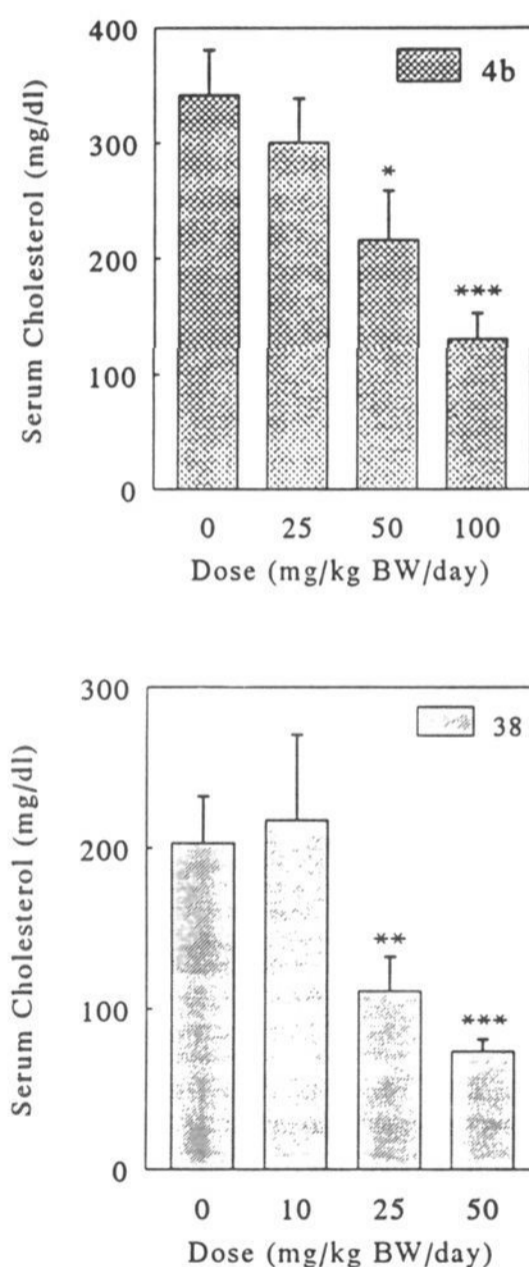 400
300
200
100
0
Serum Cholesterol (mg/dl)
4b
*
***
0 25 50 100
Dose (mg/kg BW/day)
300
200
100
0
Serum Cholesterol (mg/dl)
38
**
***
0 10 25 50
Dose (mg/kg BW/day)